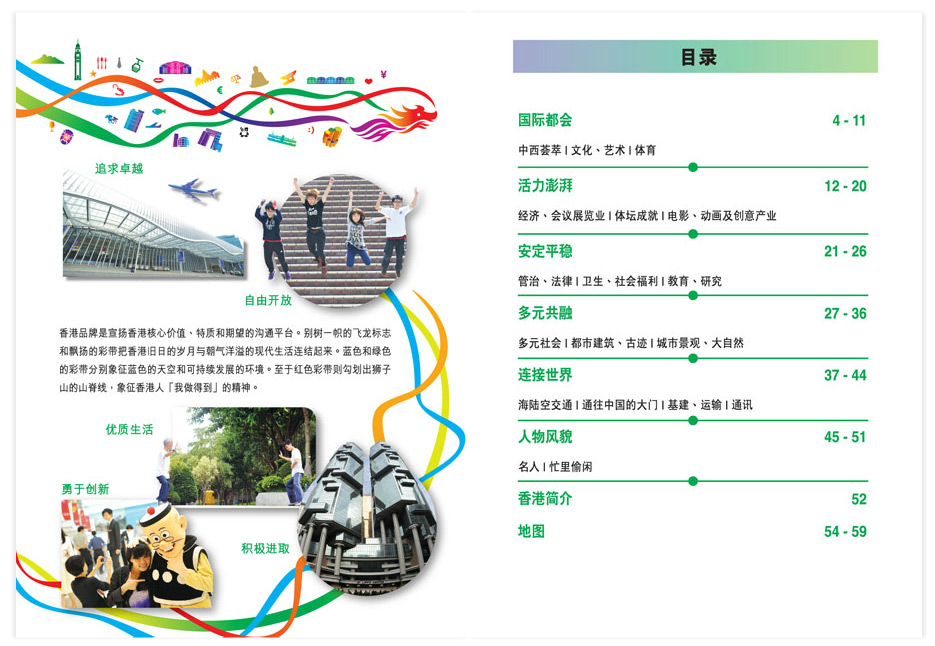 追求卓越
自由开放
香港品牌是宣扬香港核心价值、特质和期望的沟通平台。别树一帜的飞龙标志
和飘扬的彩带把香港旧日的岁月与朝气洋溢的现代生活连结起来。蓝色和绿色
的彩带分别象征蓝色的天空和可持续发展的环境。至于红色彩带则勾划出狮子
山的山脊线，象征香港人「我做得到」的精神。
优质生活
勇于创新
积极进取
目录
国际都会 4 - 11
中西荟萃 | 文化、艺术 | 体育
活力澎湃 12 - 20
经济、会议展览业 | 体坛成就 | 电影、动画及创意产业
安定平稳 21 - 26
管治、法律 | 卫生、社会福利 | 教育、研究
多元共融 27 - 36
多元社会 | 都市建筑、古迹 | 城市景观、大自然
连接世界 37 - 44
海陆空交通 | 通往中国的大门 | 基建、运输 | 通讯
人物风貌 45 - 51
名人 | 忙里偷闲
香港简介 52
地图 54 - 59